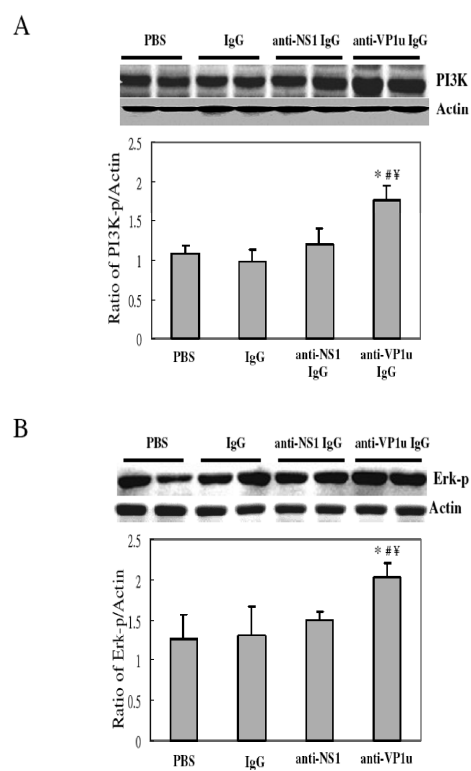 A
PBS IgG anti-NS1 IgG anti-VP1u IgG
PI3K
Actin
Ratio of PI3K-p/Actin
2.5
2
1.5
1
0.5
0
* # ¥
PBS IgG anti-NS1 IgG anti-VP1u IgG
B
PBS IgG anti-NS1 IgG anti-VP1u IgG
Erk-p
Actin
Ratio of Erk-p/Actin
2.5
2
1.5
1
0.5
0
* # ¥
PBS IgG anti-NS1 anti-VP1u